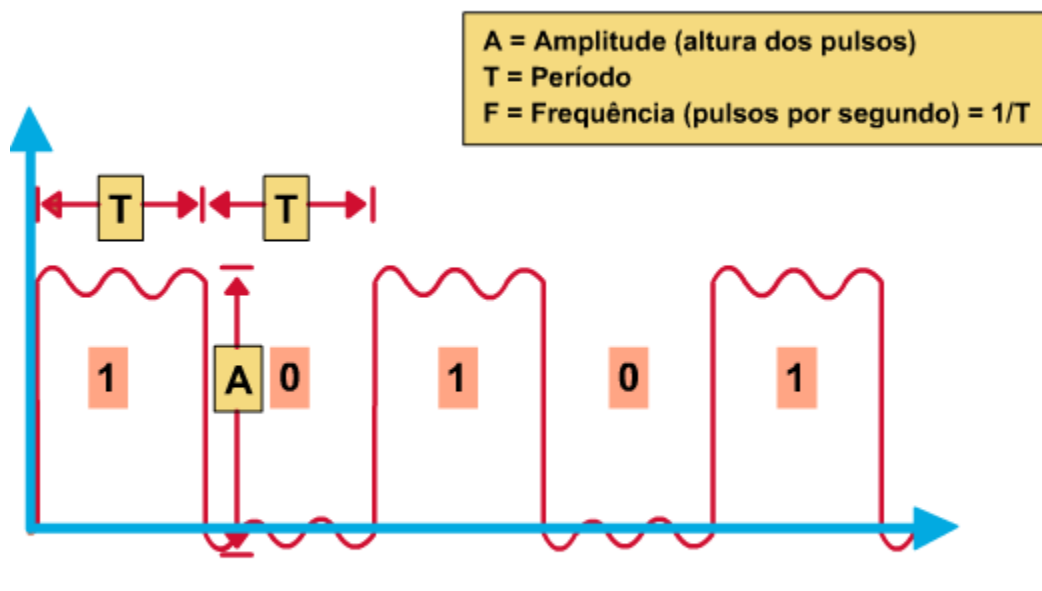 A = Amplitude (altura dos pulsos)
T = Período
F = Frequência (pulsos por segundo) = 1/T
T T
1 A 0 1 0 1